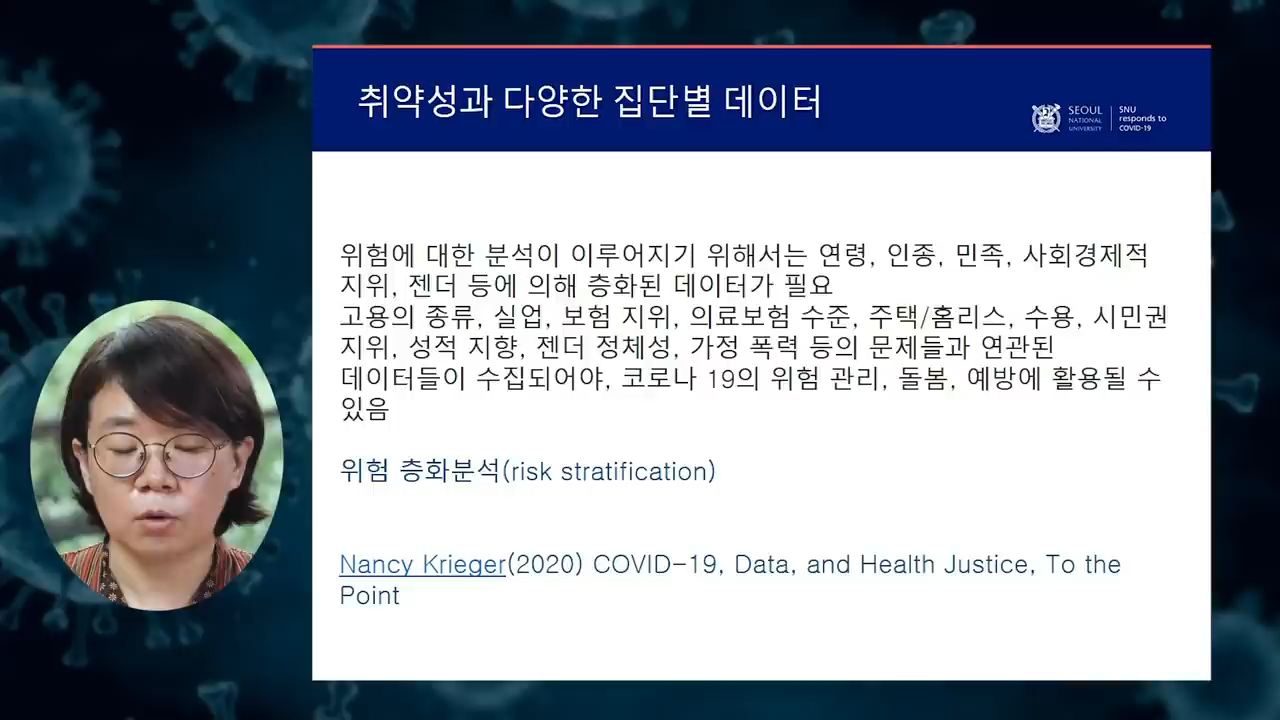 취약성과 다양한 집단별 데이터
SEOUL
NATIONAL
UNIVERSITY
SNU
responds to
COVID-19
위험에 대한 분석이 이루어지기 위해서는 연령, 인종, 민족, 사회경제적
지위, 젠더 등에 의해 층화된 데이터가 필요
고용의 종류, 실업, 보험 지위, 의료보험 수준, 주택/홈리스, 수용, 시민권
지위, 성적 지향, 젠더 정체성, 가정 폭력 등의 문제들과 연관된
데이터들이 수집되어야, 코로나 19의 위험 관리, 돌봄, 예방에 활용될 수
있음
위험 층화분석(risk stratification)
Nancy Krieger(2020) COVID-19, Data, and Health Justice, To the
Point